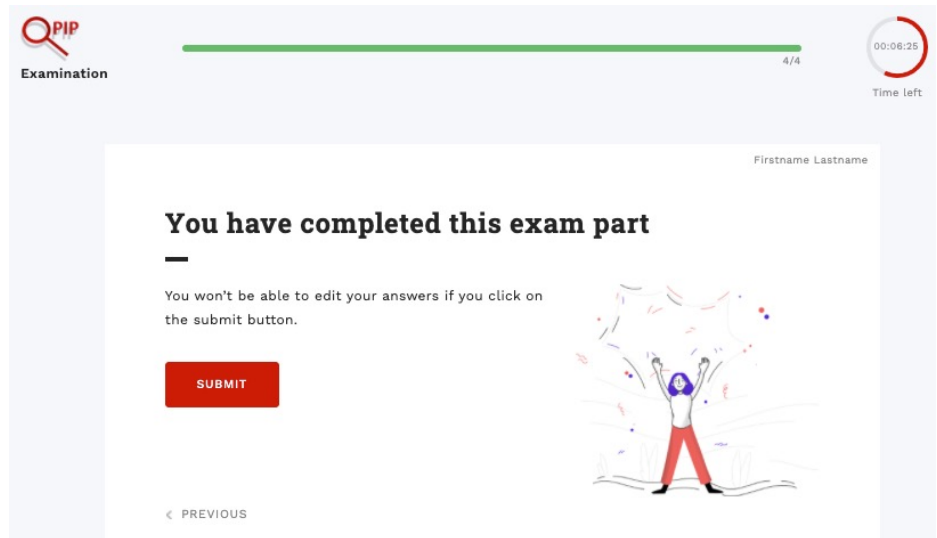 PIP
Examination
4/4
00:06:25
Time left
Firstname Lastname
You have completed this exam part
You won't be able to edit your answers if you click on
the submit button.
SUBMIT
< PREVIOUS